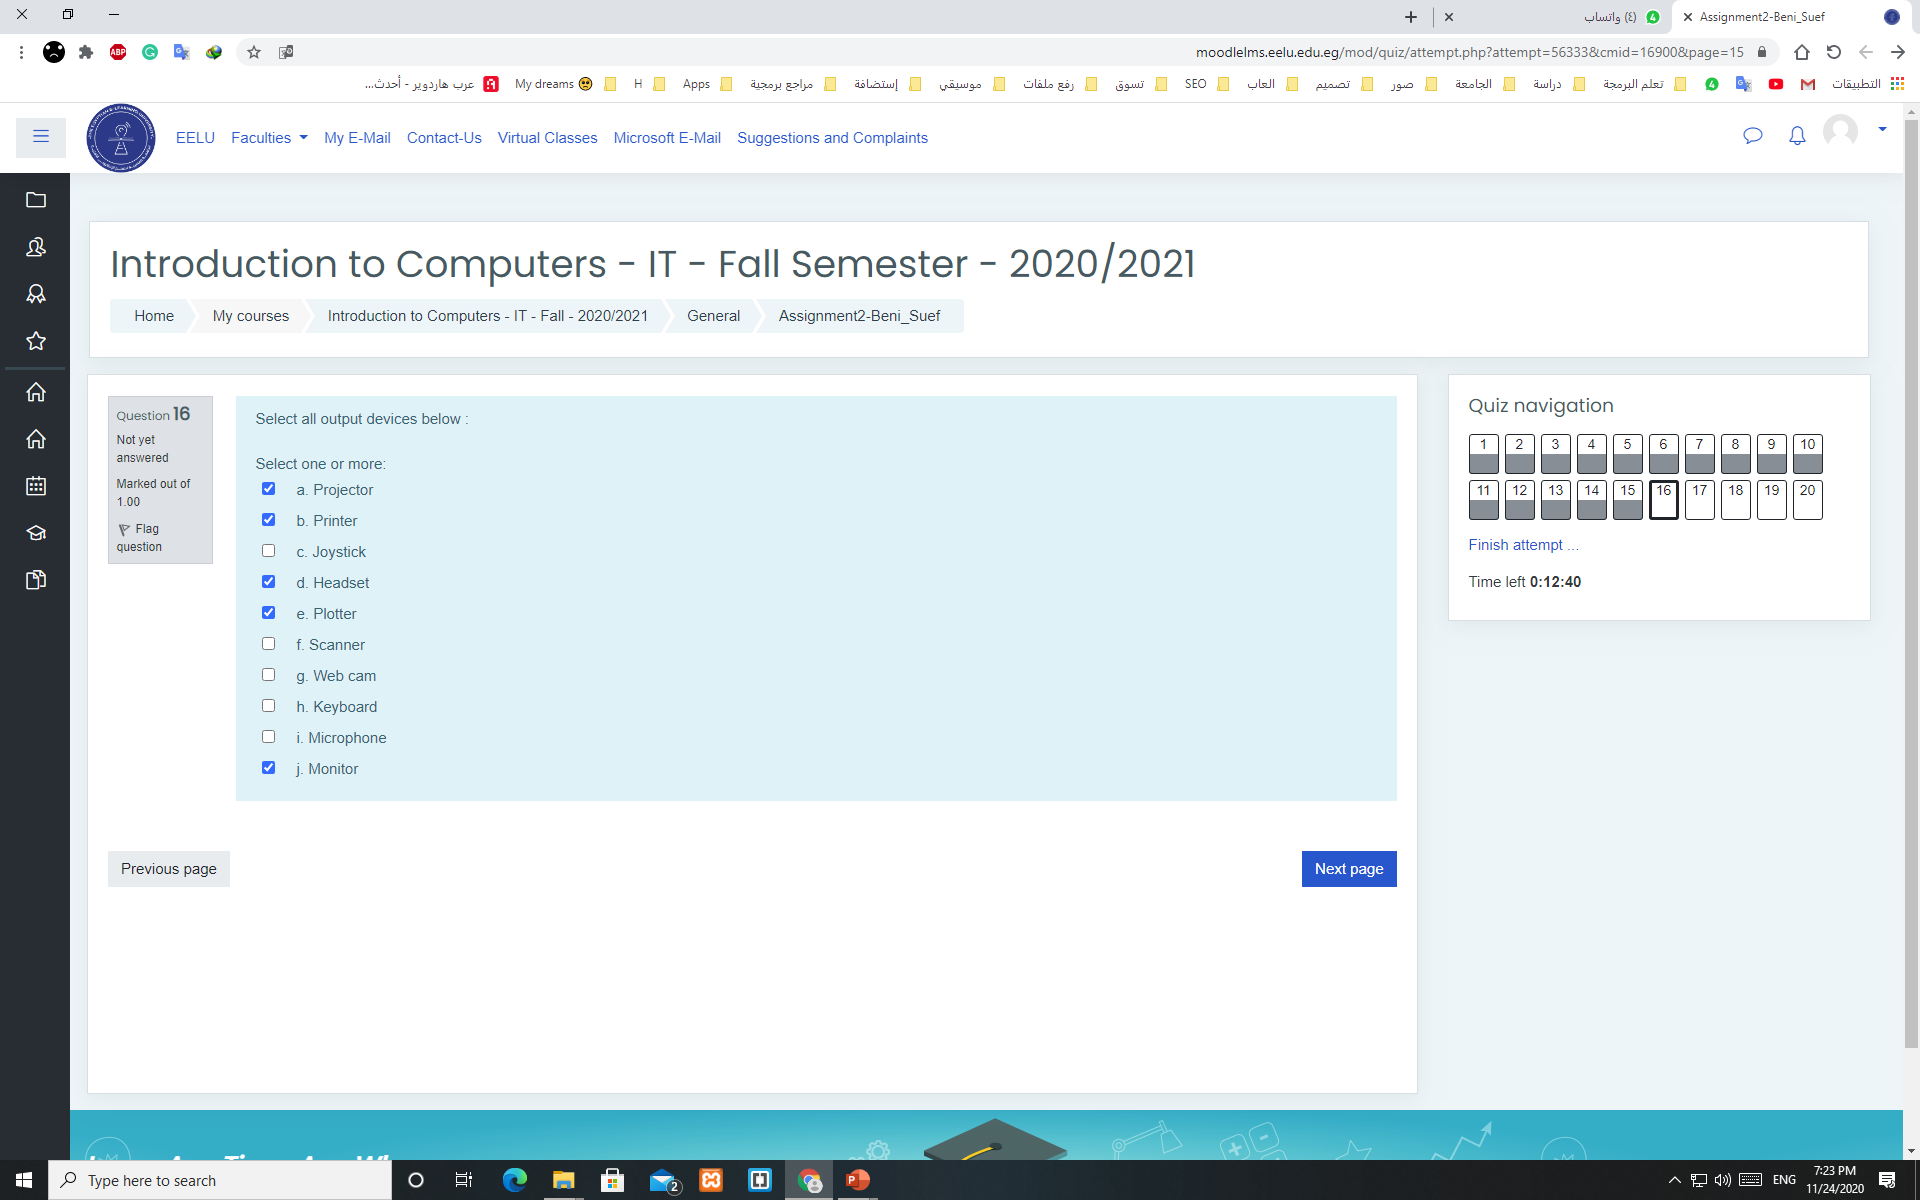 (٤) واتساب
Assignment2-Beni_Suef
moodlelms.eelu.edu.eg/mod/quiz/attempt.php?attempt=56333&cmid=16900&page=15
ABP
عرب هاردوير - أحدث...
My dreams
H
Apps
مراجع برمجية
إستضافة
موسيقي
رفع ملفات
تسوق
SEO
العاب
تصميم
صور
الجامعة
دراسة
تعلم البرمجة
التطبيقات
EELU
Faculties
My E-Mail
Contact-Us
Virtual Classes
Microsoft E-Mail
Suggestions and Complaints
Introduction to Computers - IT - Fall Semester - 2020/2021
Home
My courses
Introduction to Computers - IT - Fall - 2020/2021
General
Assignment2-Beni_Suef
Question 16
Not yet
answered
Marked out of
1.00
Flag
question
Select all output devices below :
Select one or more:
a. Projector
b. Printer
c. Joystick
d. Headset
e. Plotter
f. Scanner
g. Web cam
h. Keyboard
i. Microphone
j. Monitor
Previous page
Next page
Quiz navigation
1 2 3 4 5 6 7 8 9 10
11 12 13 14 15 16 17 18 19 20
Finish attempt ...
Time left 0:12:40
Type here to search
2
ENG
7:23 PM
11/24/2020